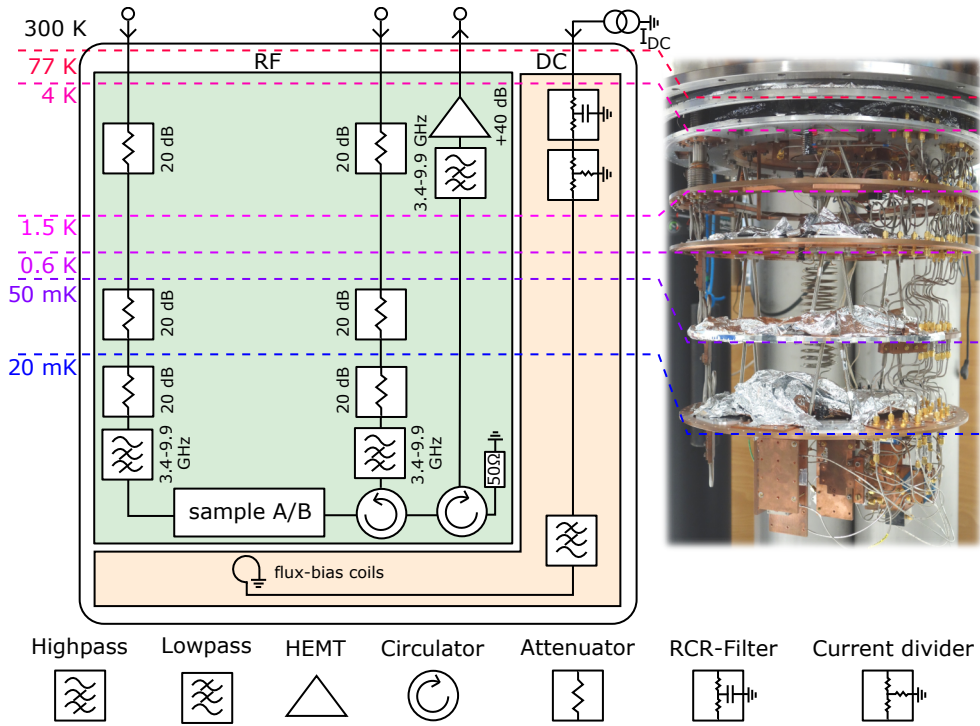 300 K
I_DC
77 K
RF
DC
4 K
20 dB
20 dB
3.4-9.9 GHz
+40 dB
1.5 K
0.6 K
50 mK
20 dB
20 dB
20 mK
20 dB
20 dB
3.4-9.9
GHz
3.4-9.9
GHz
50Ω
sample A/B
flux-bias coils
Highpass
Lowpass
HEMT
Circulator
Attenuator
RCR-Filter
Current divider